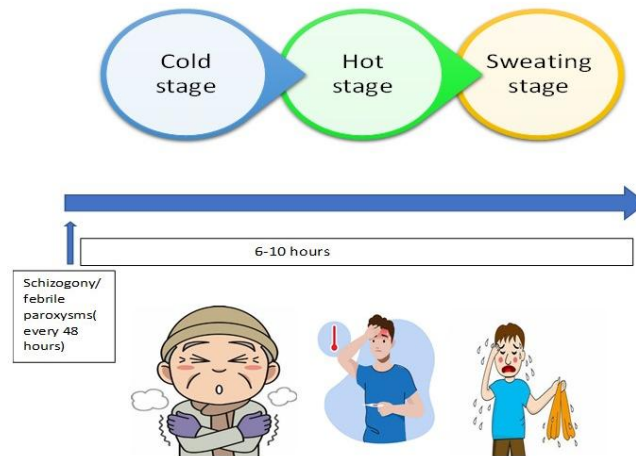 Cold
stage
Hot
stage
Sweating
stage
6-10 hours
Schizogony/
febrile
paroxysms(
every 48
hours)